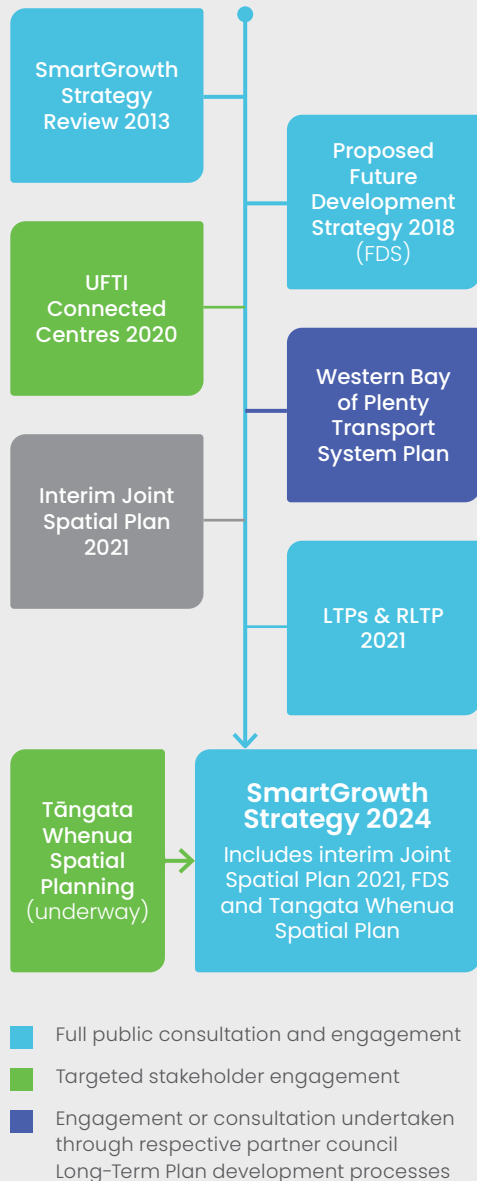 SmartGrowth
Strategy
Review 2013
Proposed
Future
Development
Strategy 2018
(FDS)
UFTI
Connected
Centres 2020
Western Bay
of Plenty
Transport
System Plan
Interim Joint
Spatial Plan
2021
LTPs & RLTP
2021
Tāngata
Whenua
Spatial
Planning
(underway)
SmartGrowth
Strategy 2024
Includes interim Joint
Spatial Plan 2021, FDS
and Tangata Whenua
Spatial Plan
Full public consultation and engagement
Targeted stakeholder engagement
Engagement or consultation undertaken
through respective partner council
Long-Term Plan development processes